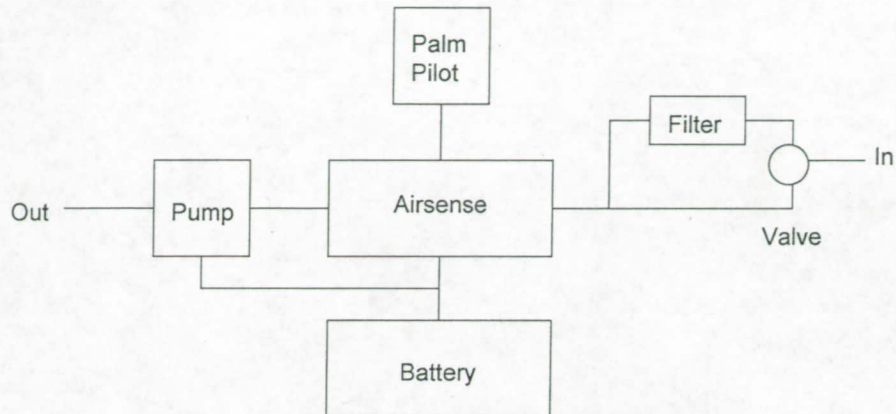 Palm
Pilot
Filter
In
Out
Pump
Airsense
Valve
Battery